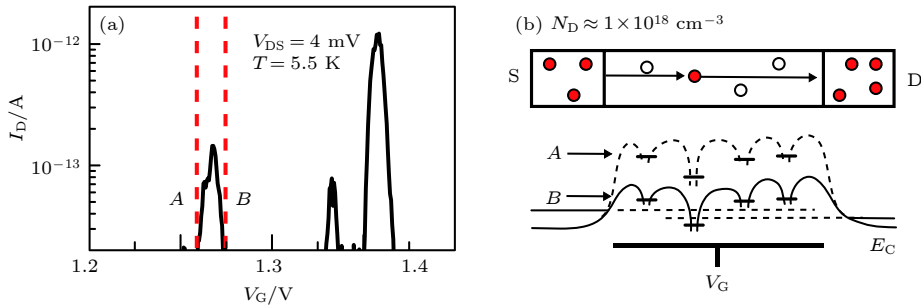 (a)
V_DS = 4 mV
T = 5.5 K
10^−12
10^−13
I_D/A
A
B
1.2
1.3
1.4
V_G/V
(b) N_D ≈ 1×10^18 cm^−3
S
D
A
B
E_C
V_G